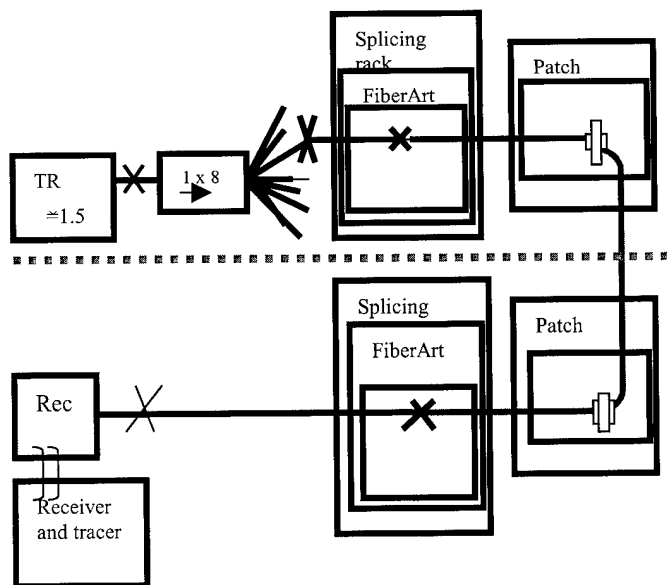 Splicing
rack
FiberArt
Patch
TR
≚1.5
1 x 8
Splicing
FiberArt
Patch
Rec
Receiver
and tracer